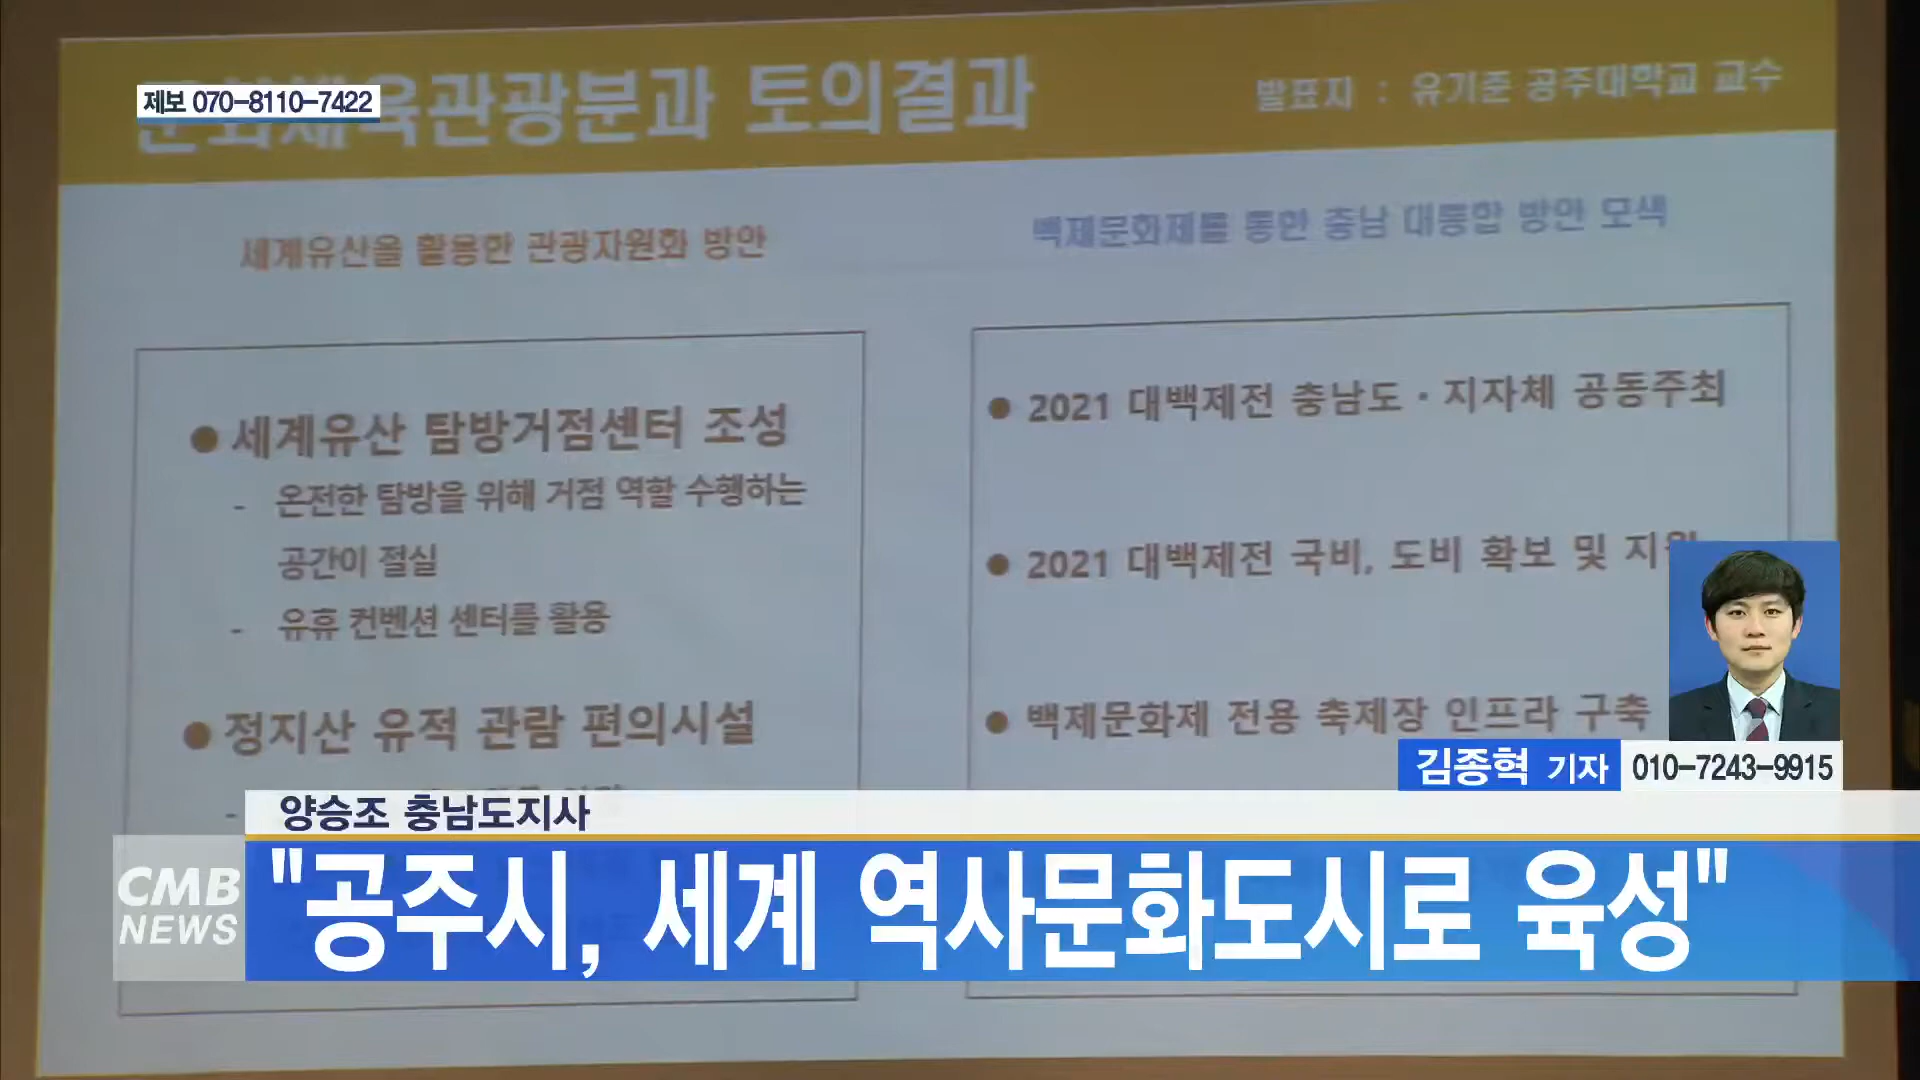 제보 070-8110-7422
문화체육관광분과 토의결과
발표자 : 유기준 공주대학교 교수
세계유산을 활용한 관광자원화 방안
● 세계유산 탐방거점센터 조성
- 온전한 탐방을 위해 거점 역할 수행하는
공간이 절실
- 유휴 컨벤션 센터를 활용
● 정지산 유적 관람 편의시설
백제문화제를 통한 충남 대통합 방안 모색
● 2021 대백제전 충남도·지자체 공동주최
● 2021 대백제전 국비, 도비 확보 및 지원
● 백제문화제 전용 축제장 인프라 구축
김종혁 기자 010-7243-9915
양승조 충남도지사
CMB NEWS
"공주시, 세계 역사문화도시로 육성"